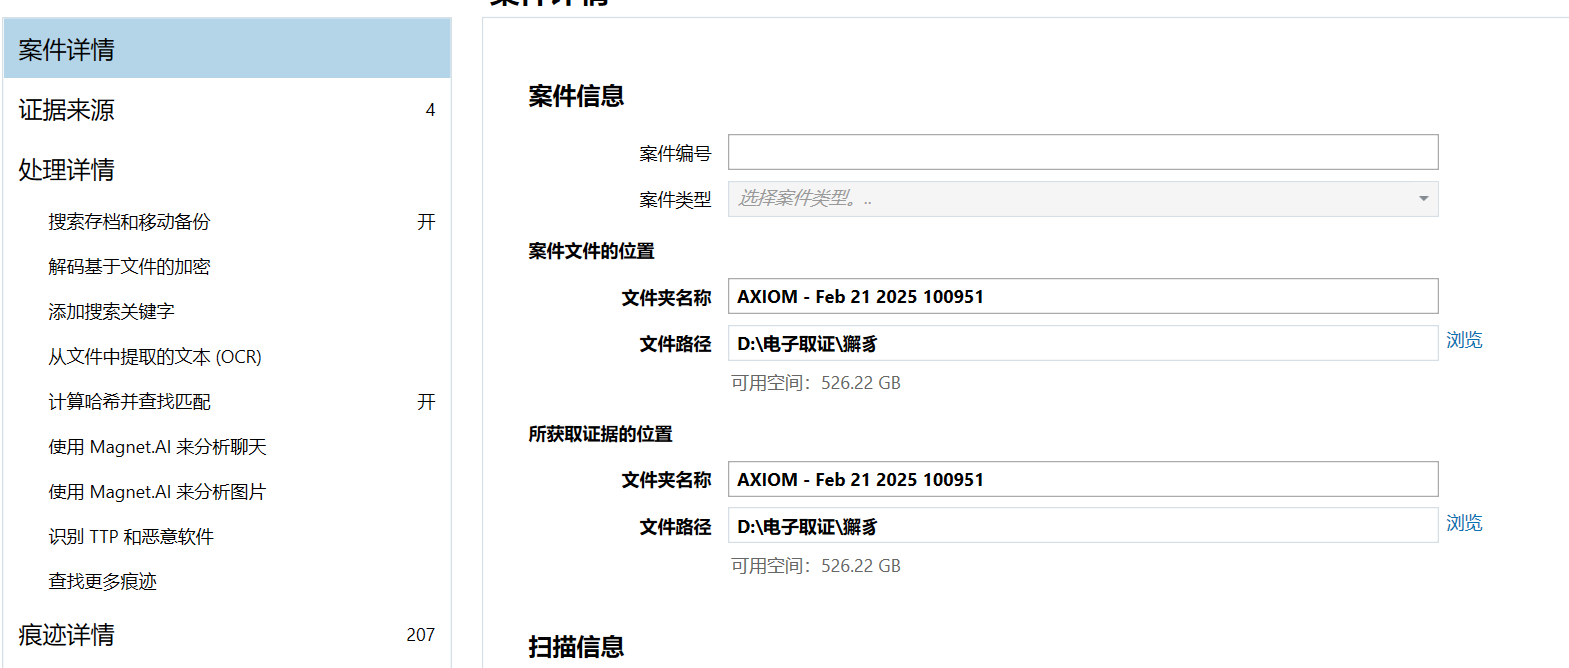 案件详情
案件详情
证据来源 4
处理详情
搜索存档和移动备份 开
解码基于文件的加密
添加搜索关键字
从文件中提取的文本 (OCR)
计算哈希并查找匹配 开
使用 Magnet.AI 来分析聊天
使用 Magnet.AI 来分析图片
识别 TTP 和恶意软件
查找更多痕迹
痕迹详情 207
案件信息
案件编号
案件类型 选择案件类型。..
案件文件的位置
文件夹名称 AXIOM - Feb 21 2025 100951
文件路径 D:\电子取证\獬豸 浏览
可用空间：526.22 GB
所获取证据的位置
文件夹名称 AXIOM - Feb 21 2025 100951
文件路径 D:\电子取证\獬豸 浏览
可用空间：526.22 GB
扫描信息